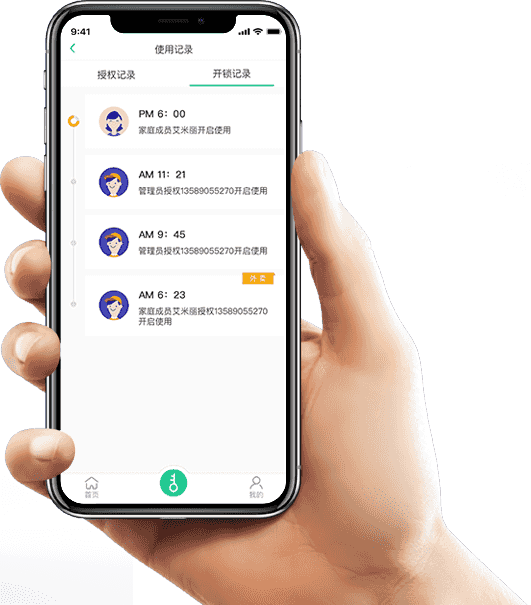 9:41
使用记录
授权记录
开锁记录
PM 6：00
家庭成员艾米丽开启使用
AM 11：21
管理员授权13589055270开启使用
AM 9：45
管理员授权13589055270开启使用
外卖
AM 6：23
家庭成员艾米丽授权13589055270
开启使用
首页
我的